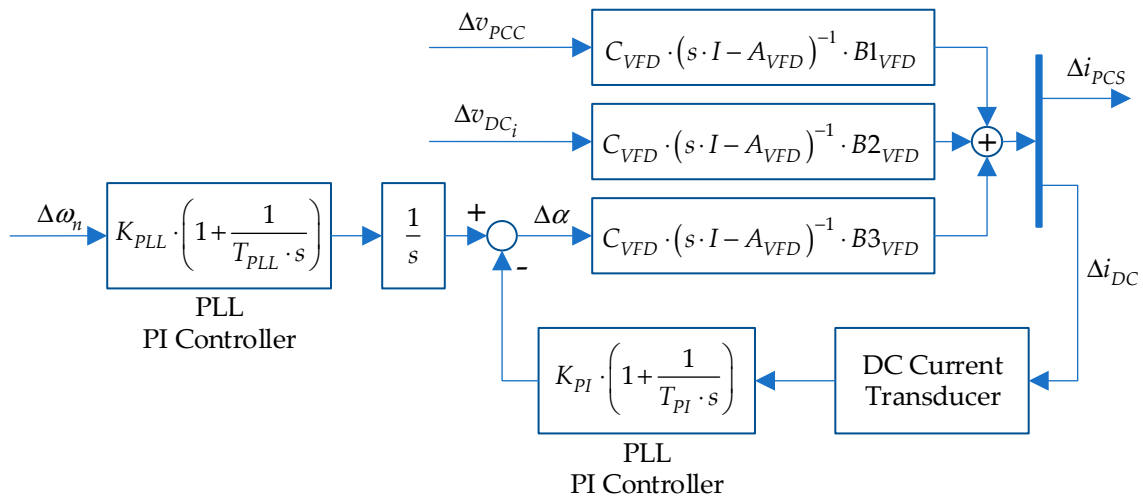 Δv_PCC
C_VFD · (s · I − A_VFD)^−1 · B1_VFD
Δi_PCS
Δv_DC_i
C_VFD · (s · I − A_VFD)^−1 · B2_VFD
+
Δω_n
K_PLL · (1 + 1/(T_PLL · s))
1/s
+
Δα
C_VFD · (s · I − A_VFD)^−1 · B3_VFD
-
Δi_DC
PLL
PI Controller
K_PI · (1 + 1/(T_PI · s))
DC Current
Transducer
PLL
PI Controller